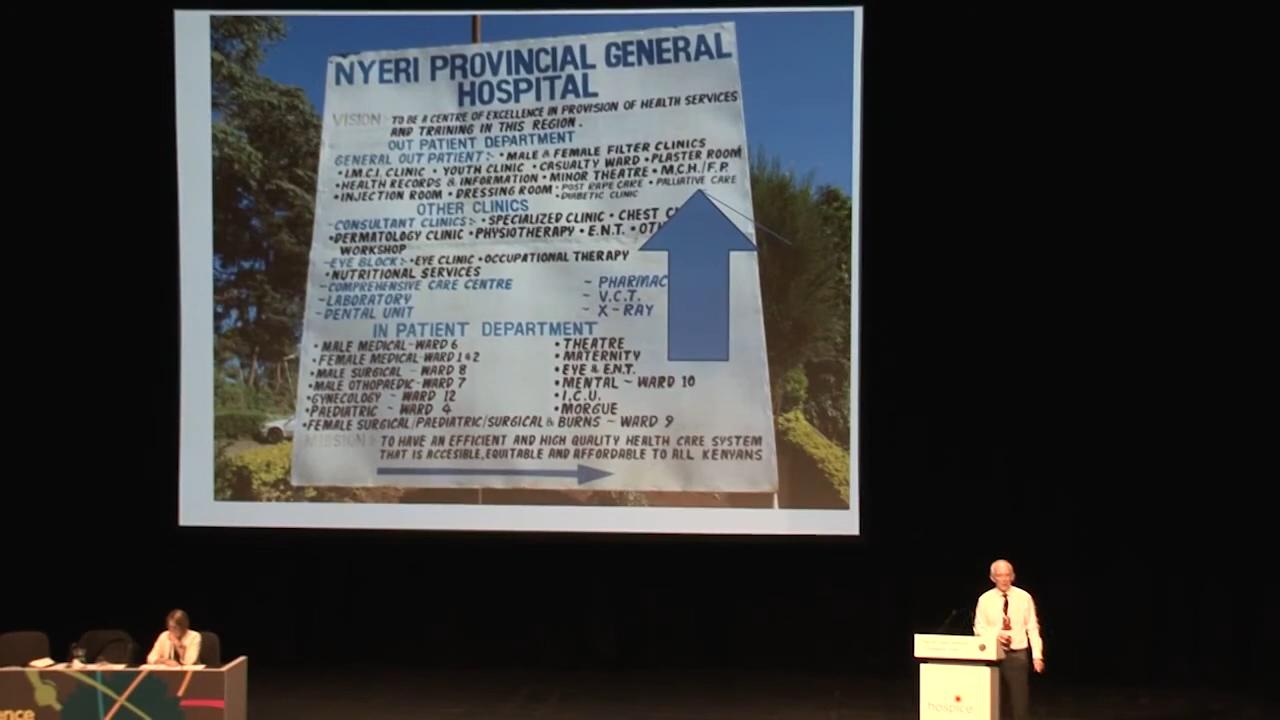 NYERI PROVINCIAL GENERAL
HOSPITAL
VISION:- TO BE A CENTRE OF EXCELLENCE IN PROVISION OF HEALTH SERVICES
AND TRAINING IN THIS REGION.
OUT PATIENT DEPARTMENT
GENERAL OUT PATIENT:- •MALE & FEMALE FILTER CLINICS
•I.M.C.I. CLINIC •YOUTH CLINIC •CASUALTY WARD •PLASTER ROOM
•HEALTH RECORDS & INFORMATION •MINOR THEATRE •M.C.H./F.P.
•INJECTION ROOM •DRESSING ROOM •POST RAPE CARE •PALLIATIVE CARE
•DIABETIC CLINIC
OTHER CLINICS
-CONSULTANT CLINICS:- •SPECIALIZED CLINIC •CHEST
•DERMATOLOGY CLINIC •PHYSIOTHERAPY •E.N.T.
WORKSHOP
-EYE BLOCK:- •EYE CLINIC •OCCUPATIONAL THERAPY
•NUTRITIONAL SERVICES
-COMPREHENSIVE CARE CENTRE
- PHARMAC
-LABORATORY
- V.C.T.
-DENTAL UNIT
- X-RAY
IN PATIENT DEPARTMENT
•MALE MEDICAL-WARD 6
•THEATRE
•FEMALE MEDICAL-WARD 1&2
•MATERNITY
•MALE SURGICAL - WARD 8
•EYE & E.N.T.
•MALE OTHOPAEDIC-WARD 7
•MENTAL - WARD 10
•GYNECOLOGY - WARD 12
•I.C.U.
•PAEDIATRIC - WARD 4
•MORGUE
•FEMALE SURGICAL/PAEDIATRIC/SURGICAL & BURNS - WARD 9
MISSION:- TO HAVE AN EFFICIENT AND HIGH QUALITY HEALTH CARE SYSTEM
THAT IS ACCESIBLE, EQUITABLE AND AFFORDABLE TO ALL KENYANS
ence
hospice